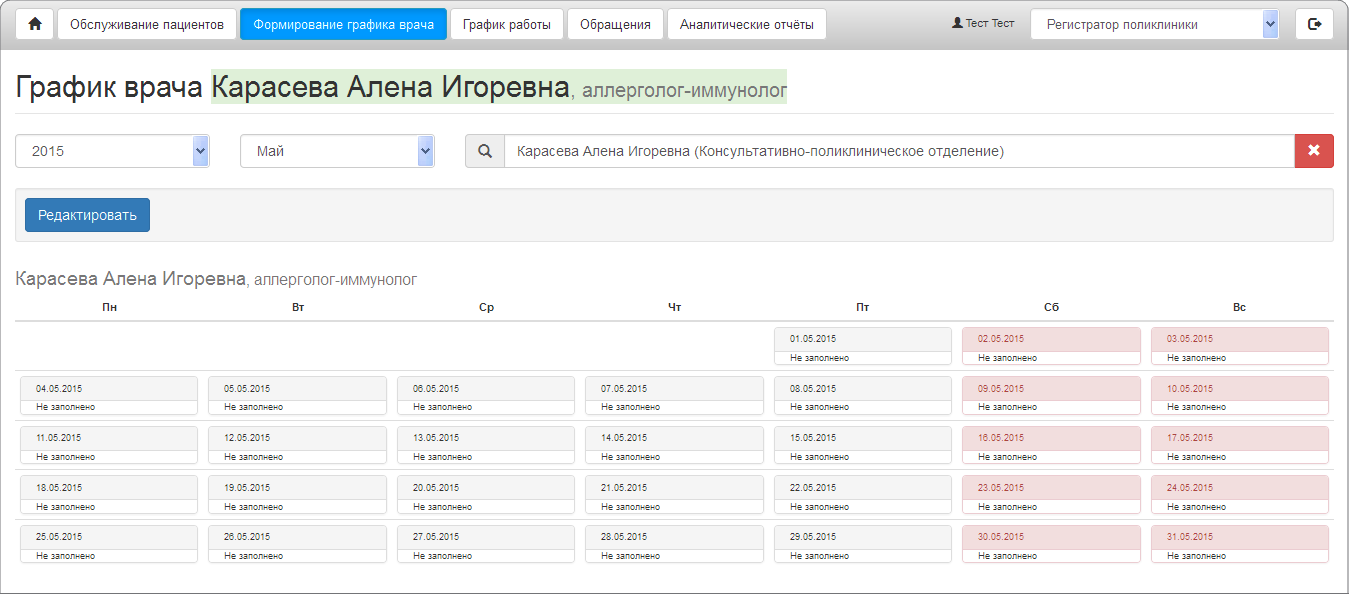 Обслуживание пациентов Формирование графика врача График работы Обращения Аналитические отчёты Тест Тест Регистратор поликлиники
График врача Карасева Алена Игоревна, аллерголог-иммунолог
2015 Май Карасева Алена Игоревна (Консультативно-поликлиническое отделение)
Редактировать
Карасева Алена Игоревна, аллерголог-иммунолог
Пн Вт Ср Чт Пт Сб Вс
01.05.2015 02.05.2015 03.05.2015
Не заполнено Не заполнено Не заполнено
04.05.2015 05.05.2015 06.05.2015 07.05.2015 08.05.2015 09.05.2015 10.05.2015
Не заполнено Не заполнено Не заполнено Не заполнено Не заполнено Не заполнено Не заполнено
11.05.2015 12.05.2015 13.05.2015 14.05.2015 15.05.2015 16.05.2015 17.05.2015
Не заполнено Не заполнено Не заполнено Не заполнено Не заполнено Не заполнено Не заполнено
18.05.2015 19.05.2015 20.05.2015 21.05.2015 22.05.2015 23.05.2015 24.05.2015
Не заполнено Не заполнено Не заполнено Не заполнено Не заполнено Не заполнено Не заполнено
25.05.2015 26.05.2015 27.05.2015 28.05.2015 29.05.2015 30.05.2015 31.05.2015
Не заполнено Не заполнено Не заполнено Не заполнено Не заполнено Не заполнено Не заполнено